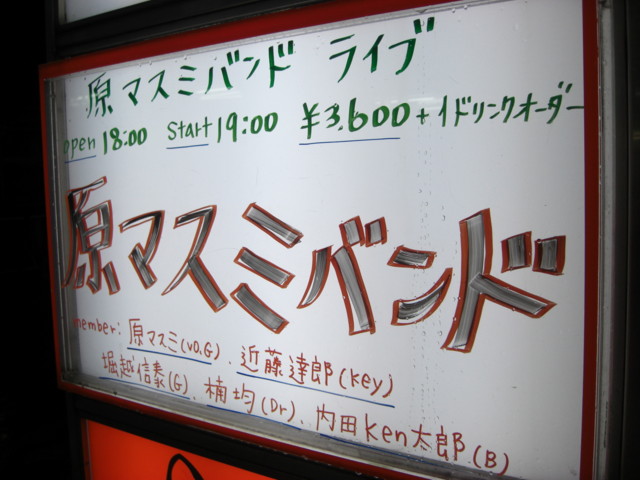 原マスミバンド ライブ
open 18:00 Start 19:00 ¥3,600+1ドリンクオーダー
原マスミバンド
member: 原マスミ(vo,G)、近藤達郎(key)
堀越信泰(G)、楠均(Dr)、内田Ken太郎(B)